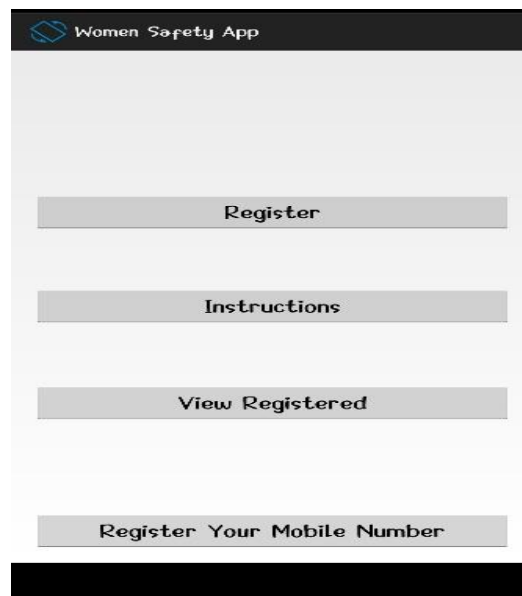 Women Safety App
Register
Instructions
View Registered
Register Your Mobile Number